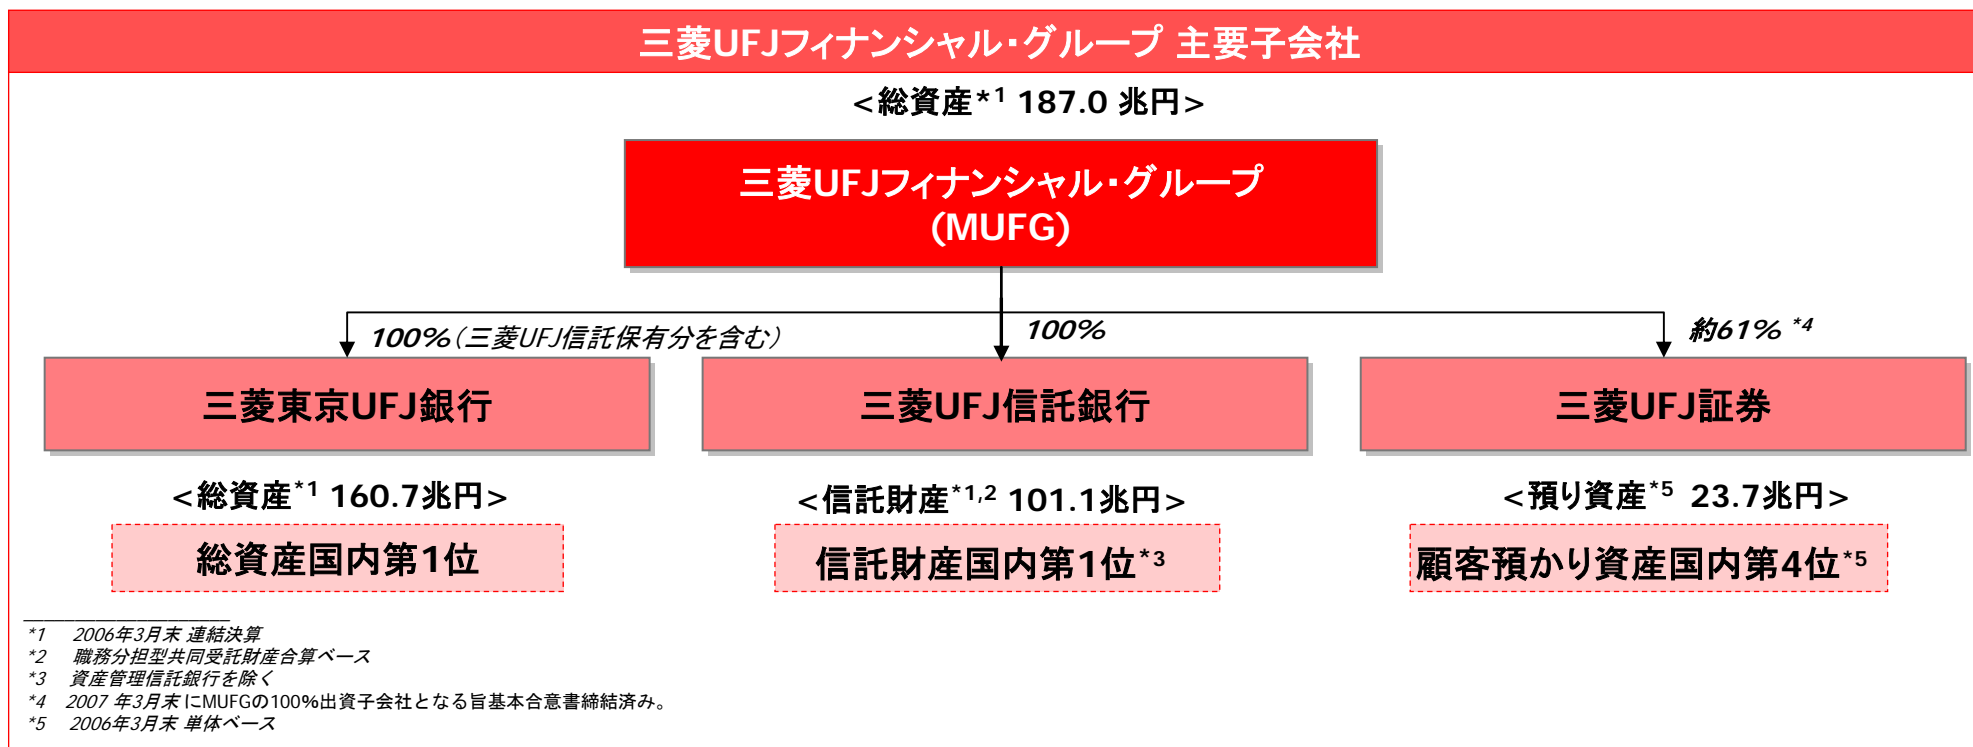 三菱UFJフィナンシャル・グループ 主要子会社
<総資産*1 187.0 兆円>
三菱UFJフィナンシャル・グループ
(MUFG)
100%（三菱UFJ信託保有分を含む）
100%
約61% *4
三菱東京UFJ銀行
三菱UFJ信託銀行
三菱UFJ証券
<総資産*1 160.7兆円>
<信託財産*1,2 101.1兆円>
<預り資産*5 23.7兆円>
総資産国内第1位
信託財産国内第1位*3
顧客預かり資産国内第4位*5
*1 2006年3月末 連結決算
*2 職務分担型共同受託財産合算ベース
*3 資産管理信託銀行を除く
*4 2007 年3月末 にMUFGの100%出資子会社となる旨基本合意書締結済み。
*5 2006年3月末 単体ベース